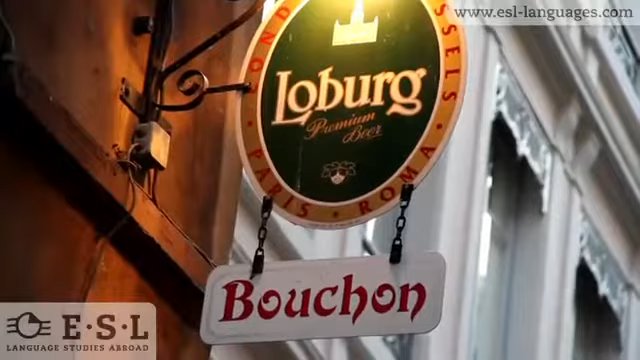 www.esl-languages.com
LOND
SSELS
Loburg
Premium
Beer
PARIS • ROMA
Bouchon
E•S•L
LANGUAGE STUDIES ABROAD